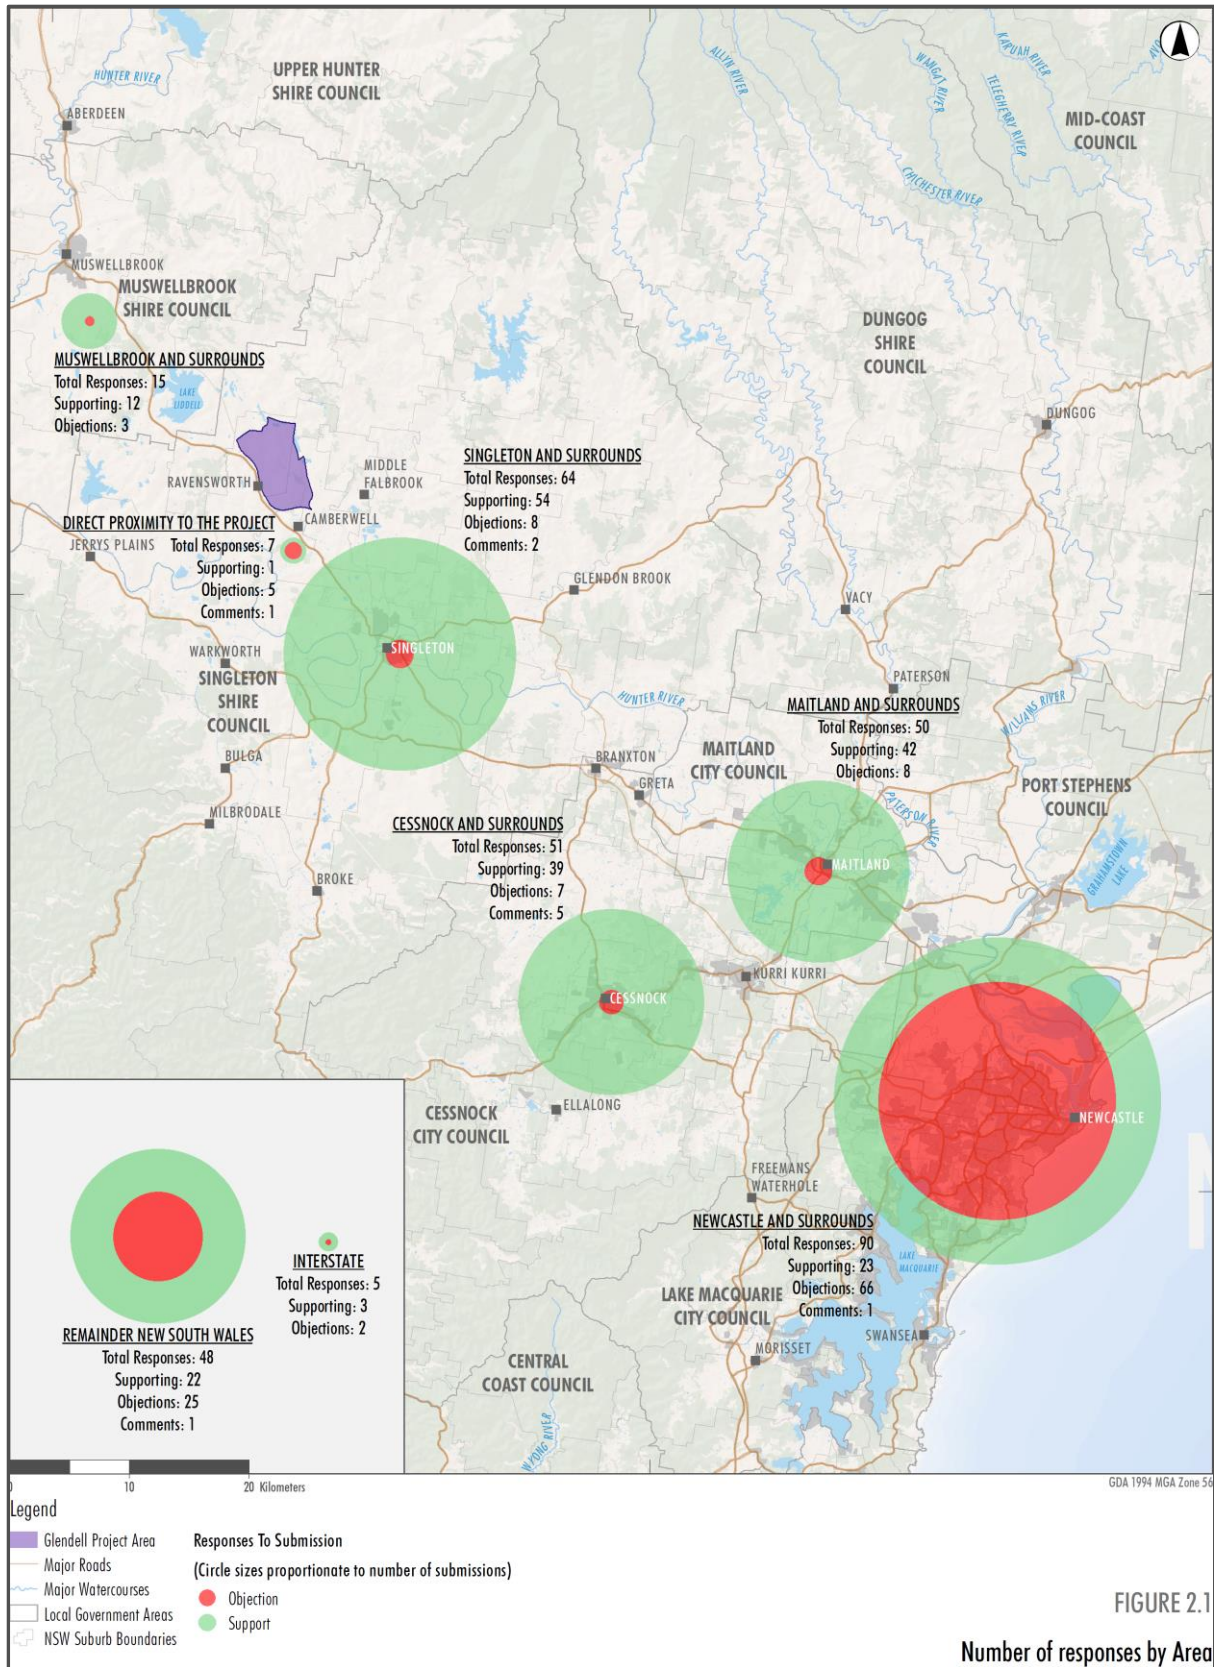 HUNTER RIVER
UPPER HUNTER
SHIRE COUNCIL
ABERDEEN
ALLYN RIVER
WANGAT RIVER
KARUAH RIVER
TELEGHERRY RIVER
MID-COAST
COUNCIL
CHICHESTER RIVER
MUSWELLBROOK
MUSWELLBROOK
SHIRE COUNCIL
MUSWELLBROOK AND SURROUNDS
Total Responses: 15
Supporting: 12
Objections: 3
LAKE
LIDDELL
DUNGOG
SHIRE
COUNCIL
DUNGOG
RAVENSWORTH
MIDDLE
FALBROOK
CAMBERWELL
SINGLETON AND SURROUNDS
Total Responses: 64
Supporting: 54
Objections: 8
Comments: 2
DIRECT PROXIMITY TO THE PROJECT
Total Responses: 7
Supporting: 1
Objections: 5
Comments: 1
JERRYS PLAINS
GLENDON BROOK
VACY
WARKWORTH
SINGLETON
SINGLETON
SHIRE
COUNCIL
PATERSON
HUNTER RIVER
WILLIAMS RIVER
MAITLAND AND SURROUNDS
Total Responses: 50
Supporting: 42
Objections: 8
BULGA
BRANXTON
GRETA
MAITLAND
CITY COUNCIL
PORT STEPHENS
COUNCIL
MILBRODALE
PATERSON RIVER
GRAHAMSTOWN
LAKE
CESSNOCK AND SURROUNDS
Total Responses: 51
Supporting: 39
Objections: 7
Comments: 5
MAITLAND
BROKE
KURRI KURRI
CESSNOCK
ELLALONG
CESSNOCK
CITY COUNCIL
NEWCASTLE
FREEMANS
WATERHOLE
NEWCASTLE AND SURROUNDS
Total Responses: 90
Supporting: 23
Objections: 66
Comments: 1
LAKE
MACQUARIE
LAKE MACQUARIE
CITY COUNCIL
SWANSEA
MORISSET
CENTRAL
COAST COUNCIL
WYONG RIVER
INTERSTATE
Total Responses: 5
Supporting: 3
Objections: 2
REMAINDER NEW SOUTH WALES
Total Responses: 48
Supporting: 22
Objections: 25
Comments: 1
0 10 20 Kilometers
GDA 1994 MGA Zone 56
Legend
Glendell Project Area
Major Roads
Major Watercourses
Local Government Areas
NSW Suburb Boundaries
Responses To Submission
(Circle sizes proportionate to number of submissions)
Objection
Support
FIGURE 2.1
Number of responses by Area